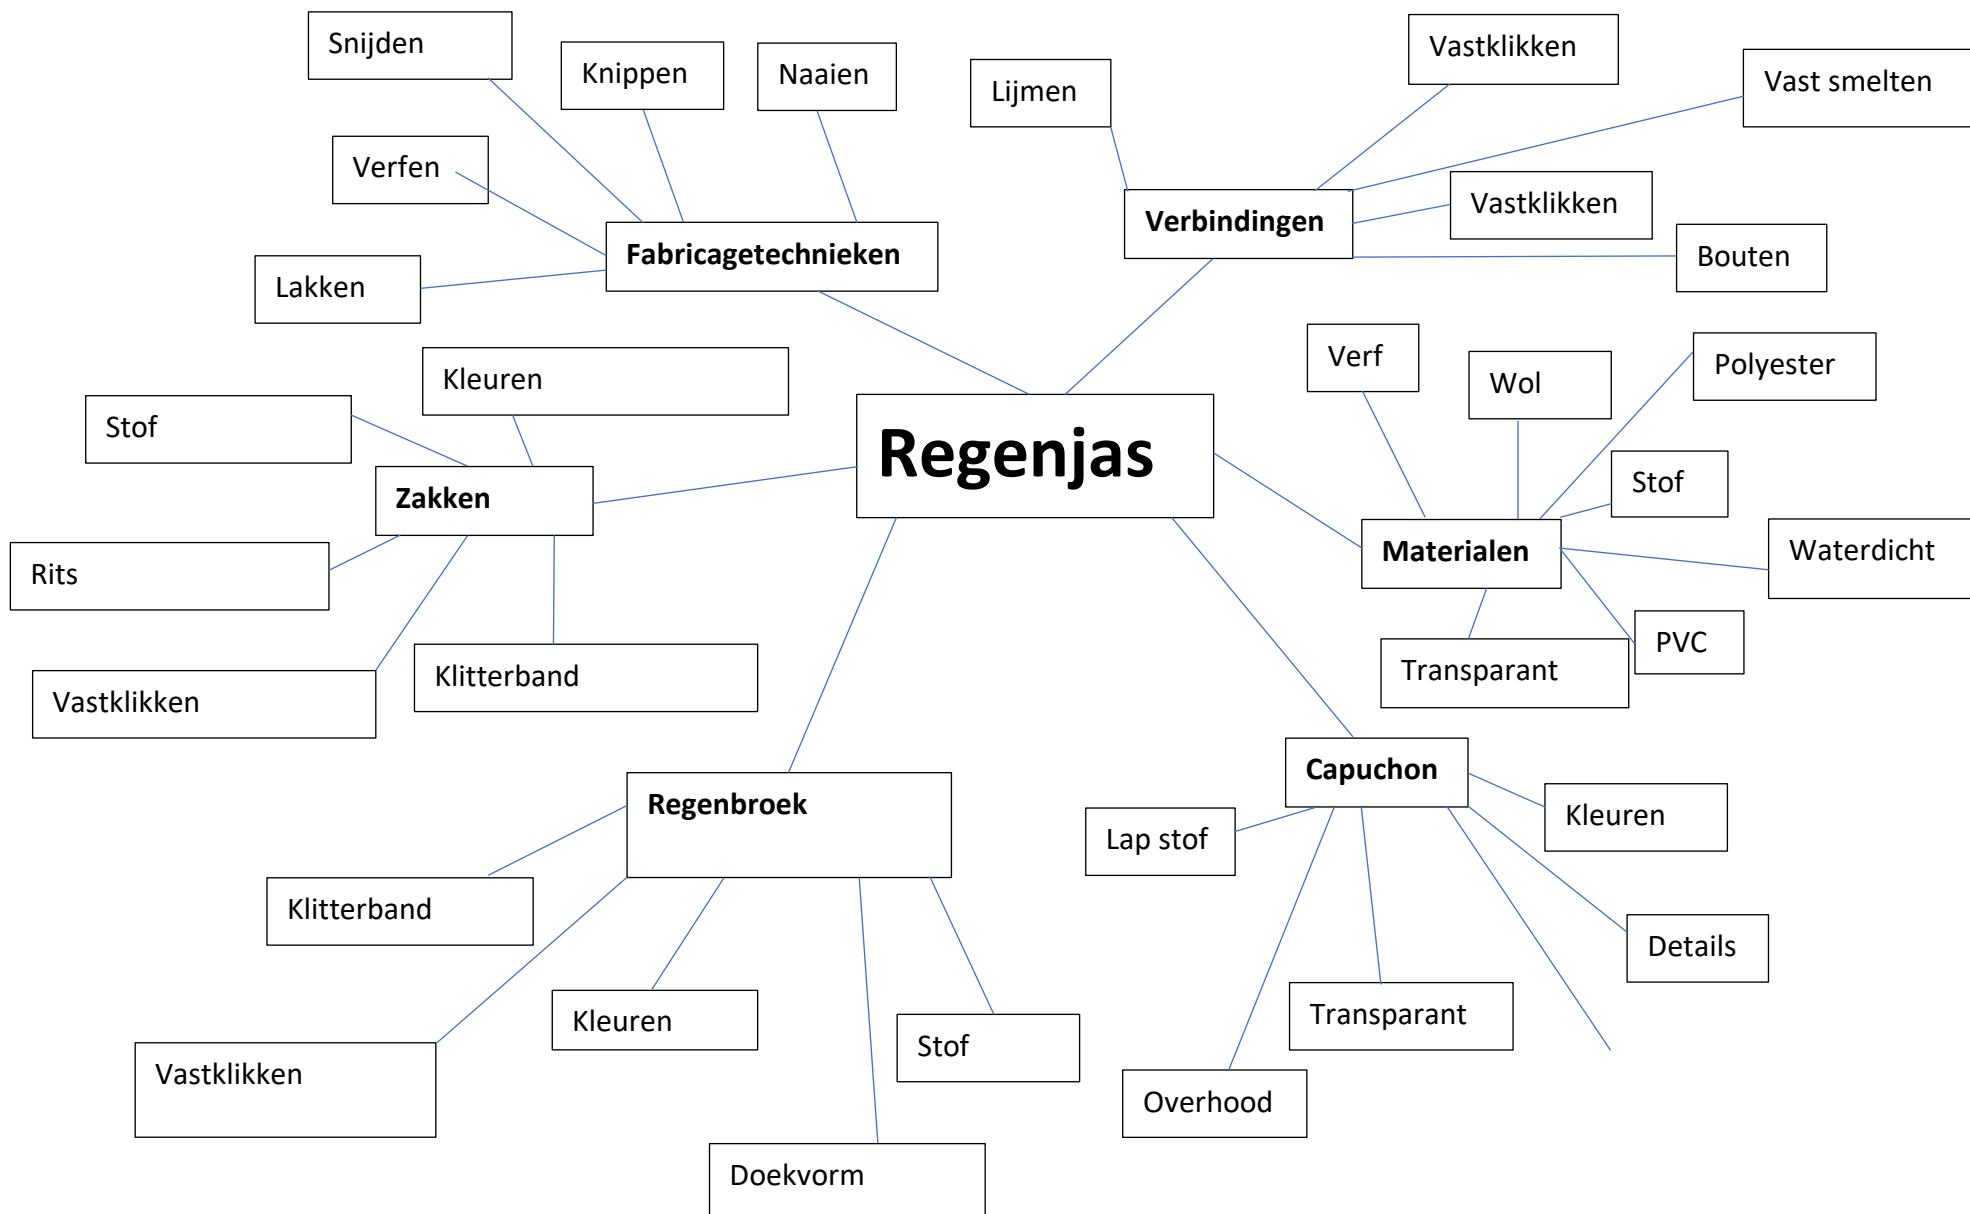 Snijden
Knippen
Naaien
Verfen
Fabricagetechnieken
Lakken
Lijmen
Vastklikken
Vast smelten
Verbindingen
Vastklikken
Bouten
Kleuren
Stof
Zakken
Rits
Vastklikken
Klitterband
Regenjas
Verf
Wol
Polyester
Stof
Materialen
Waterdicht
PVC
Transparant
Regenbroek
Klitterband
Vastklikken
Kleuren
Stof
Doekvorm
Capuchon
Kleuren
Lap stof
Details
Transparant
Overhood